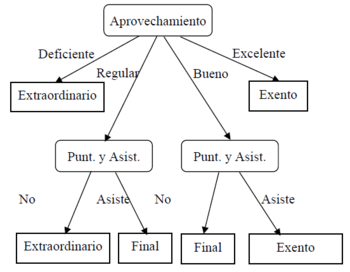 Aprovechamiento
Deficiente
Excelente
Regular
Bueno
Extraordinario
Exento
Punt. y Asist.
Punt. y Asist.
No
Asiste
No
Asiste
Extraordinario
Final
Final
Exento